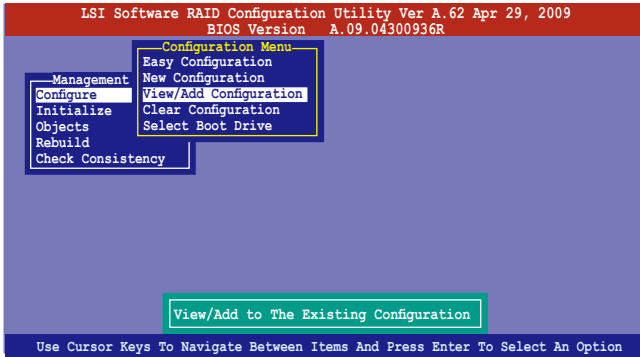 LSI Software RAID Configuration Utility Ver A.62 Apr 29, 2009
BIOS Version A.09.04300936R
Management
Configure
Initialize
Objects
Rebuild
Check Consistency
Configuration Menu
Easy Configuration
New Configuration
View/Add Configuration
Clear Configuration
Select Boot Drive
View/Add to The Existing Configuration
Use Cursor Keys To Navigate Between Items And Press Enter To Select An Option